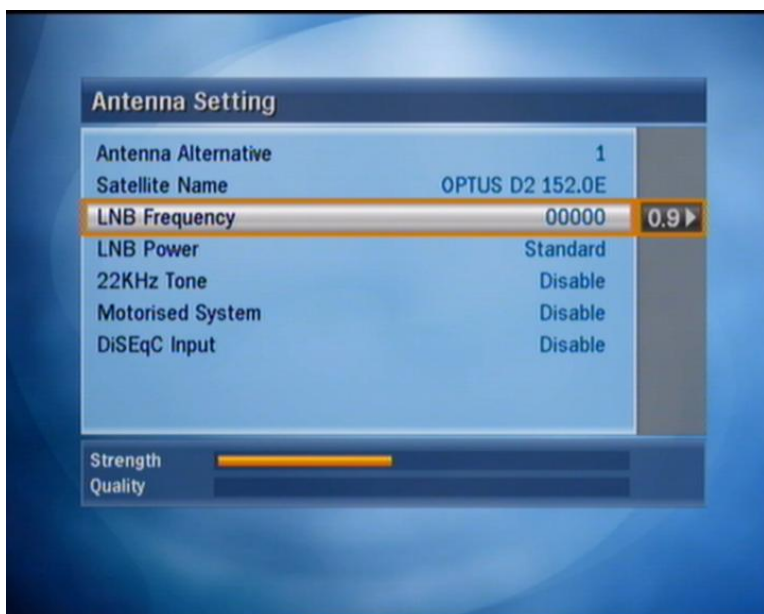 Antenna Setting
Antenna Alternative 1
Satellite Name OPTUS D2 152.0E
LNB Frequency 00000 0.9
LNB Power Standard
22KHz Tone Disable
Motorised System Disable
DiSEqC Input Disable
Strength
Quality